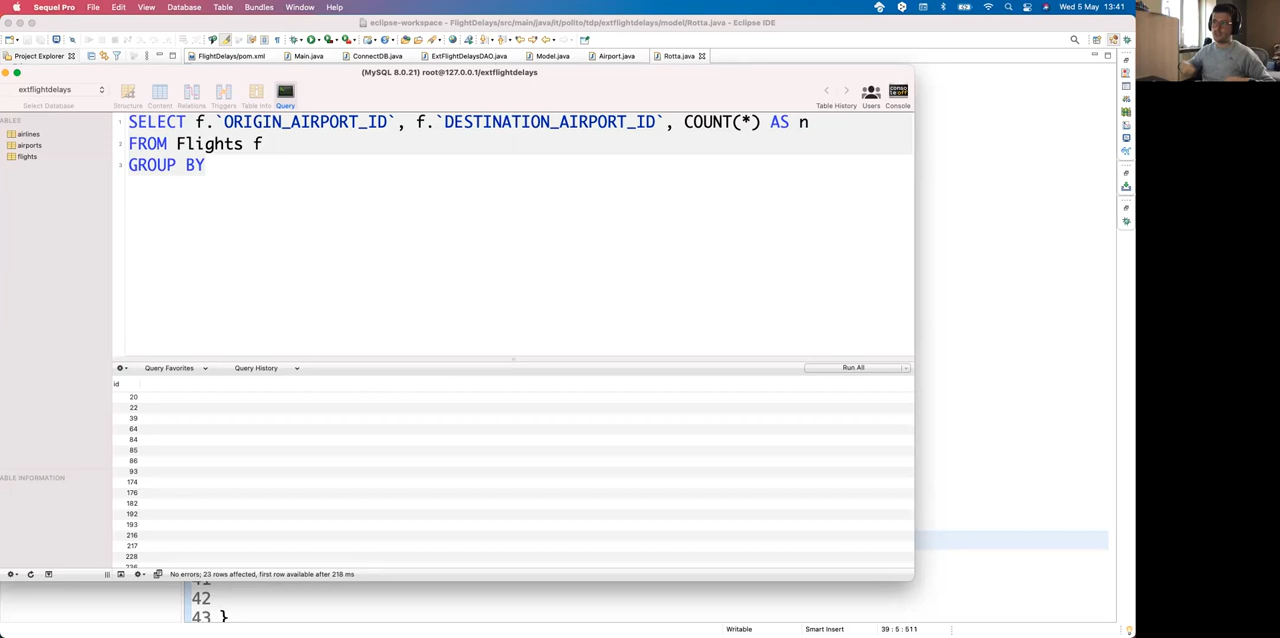 Sequel Pro File Edit View Database Table Bundles Window Help
Wed 5 May 13:41
eclipse-workspace - FlightDelays/src/main/java/it/polito/tdp/extflightdelays/model/Rotta.java - Eclipse IDE
Project Explorer
FlightDelays/pom.xml Main.java ConnectDB.java ExtFlightDelaysDAO.java Model.java Airport.java Rotta.java
(MySQL 8.0.21) root@127.0.0.1/extflightdelays
extflightdelays
Select Database Structure Content Relations Triggers Table Info Query Table History Users Console
conso
le off
ABLES
airlines
airports
flights
1 SELECT f.`ORIGIN_AIRPORT_ID`, f.`DESTINATION_AIRPORT_ID`, COUNT(*) AS n
2 FROM Flights f
3 GROUP BY
Query Favorites Query History Run All
id
20
22
39
64
84
85
86
93
174
176
182
192
193
216
217
228
ABLE INFORMATION
No errors; 23 rows affected, first row available after 218 ms
42
43 }
Writable Smart Insert 39 : 5 : 511